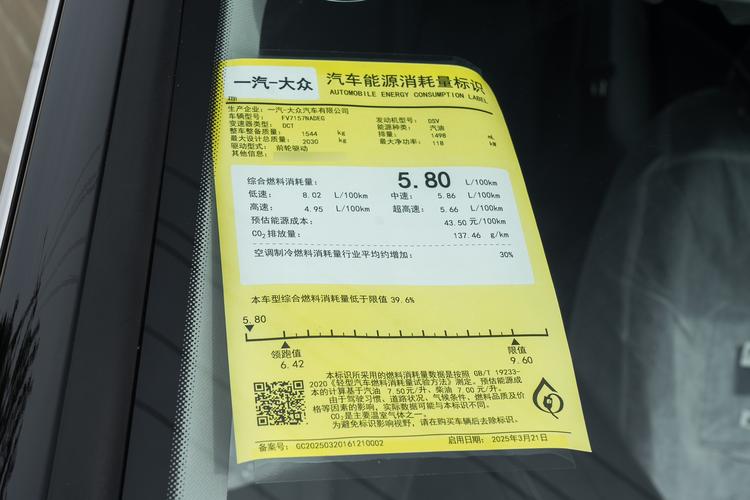 一汽-大众
汽车能源消耗量标识
AUTOMOBILE ENERGY CONSUMPTION LABEL
生产企业: 一汽-大众汽车有限公司
车辆型号: FV7157NADEG 发动机型号: DSV
变速器类型: DCT 能源种类: 汽油
整车整备质量: 1544 kg 排量: 1498 mL
最大设计总质量: 2030 kg 最大净功率: 118 kW
驱动型式: 前轮驱动
其他信息:
综合燃料消耗量: 5.80 L/100km
低速: 8.02 L/100km 中速: 5.86 L/100km
高速: 4.95 L/100km 超高速: 5.66 L/100km
预估能源成本: 43.50 元/100km
CO₂排放量: 137.46 g/km
空调制冷燃料消耗量行业平均约增加: 30%
本车型综合燃料消耗量低于限值 39.6%
5.80
领跑值 限值
6.42 9.60
本标识所采用的燃料消耗量数据是按照 GB/T 19233-
2020《轻型汽车燃料消耗量试验方法》测定。预估能源成
本的计算基于汽油 7.50元/升、柴油 7.00 元/升。
由于驾驶习惯、道路状况、气候条件、燃料品质及价
格等因素的影响, 实际数据可能与本标识不同。
CO₂是主要温室气体之一。
为避免标识影响视野, 请在购买车辆后去除标识。
备案号: GC20250320161210002 启用日期: 2025年3月21日